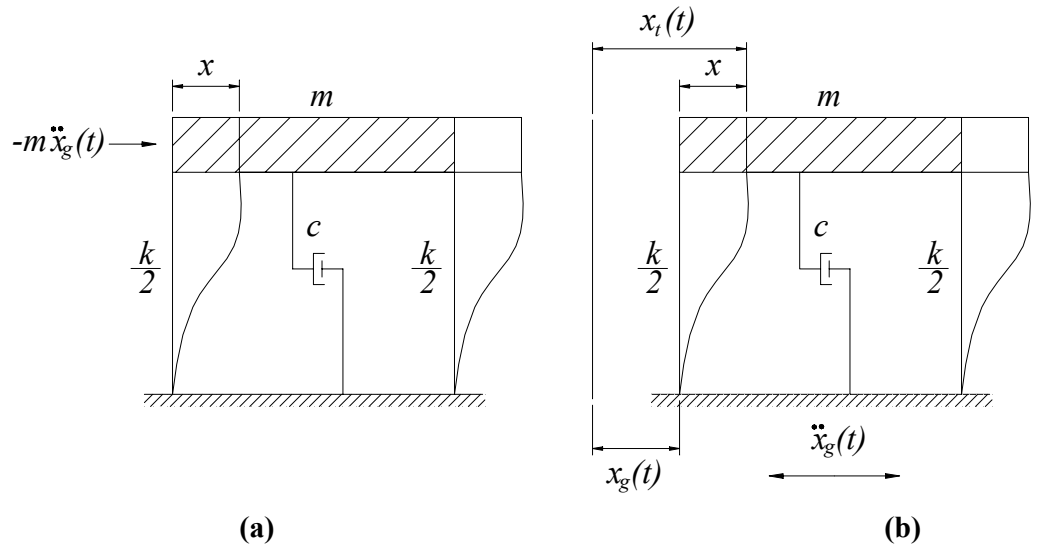 x
m
-mẍg(t)
c
k/2
k/2
(a)
xt(t)
x
m
c
k/2
k/2
xg(t)
ẍg(t)
(b)